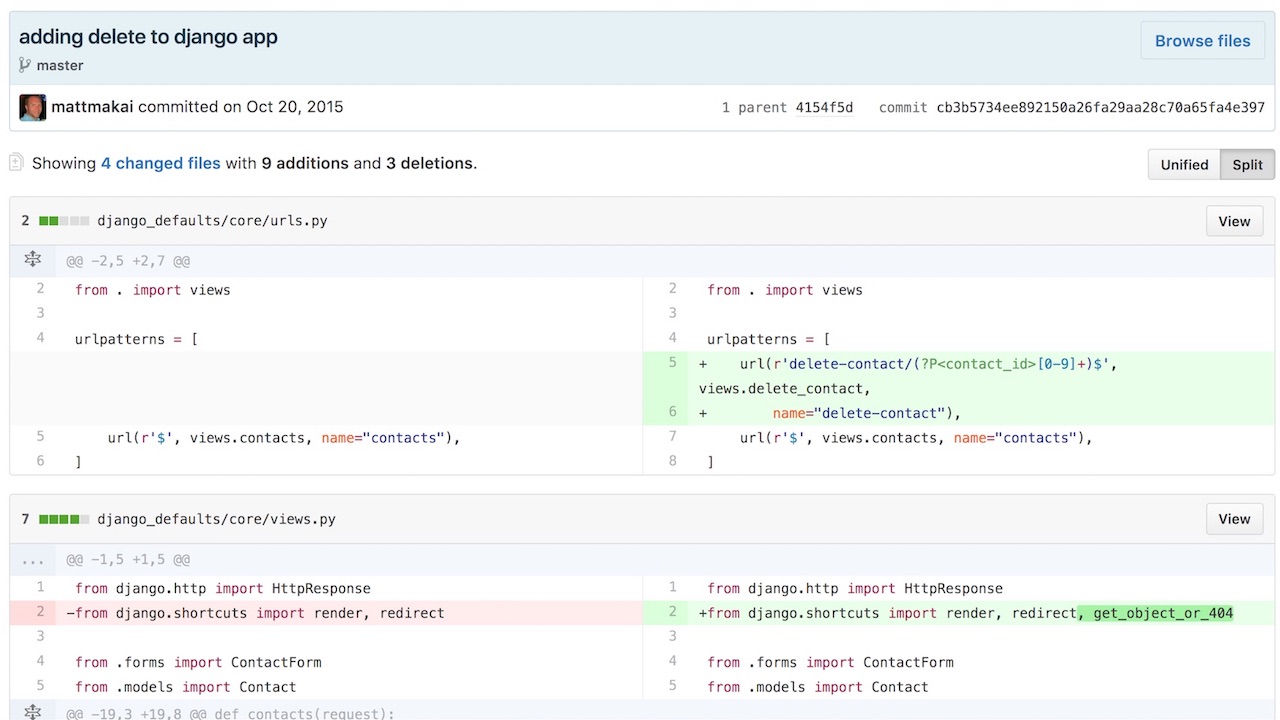 adding delete to django app
Browse files
master
mattmakai committed on Oct 20, 2015
1 parent 4154f5d commit cb3b5734ee892150a26fa29aa28c70a65fa4e397
Showing 4 changed files with 9 additions and 3 deletions.
Unified Split
2 django_defaults/core/urls.py
View
@@ -2,5 +2,7 @@
2 from . import views 2 from . import views
3 3
4 urlpatterns = [ 4 urlpatterns = [
5 + url(r'delete-contact/(?P<contact_id>[0-9]+)$',
views.delete_contact,
6 + name="delete-contact"),
5 url(r'$', views.contacts, name="contacts"), 7 url(r'$', views.contacts, name="contacts"),
6 ] 8 ]
7 django_defaults/core/views.py
View
... @@ -1,5 +1,5 @@
1 from django.http import HttpResponse 1 from django.http import HttpResponse
2 -from django.shortcuts import render, redirect 2 +from django.shortcuts import render, redirect, get_object_or_404
3 3
4 from .forms import ContactForm 4 from .forms import ContactForm
5 from .models import Contact 5 from .models import Contact
@@ -19,3 +19,8 @@ def contacts(request):